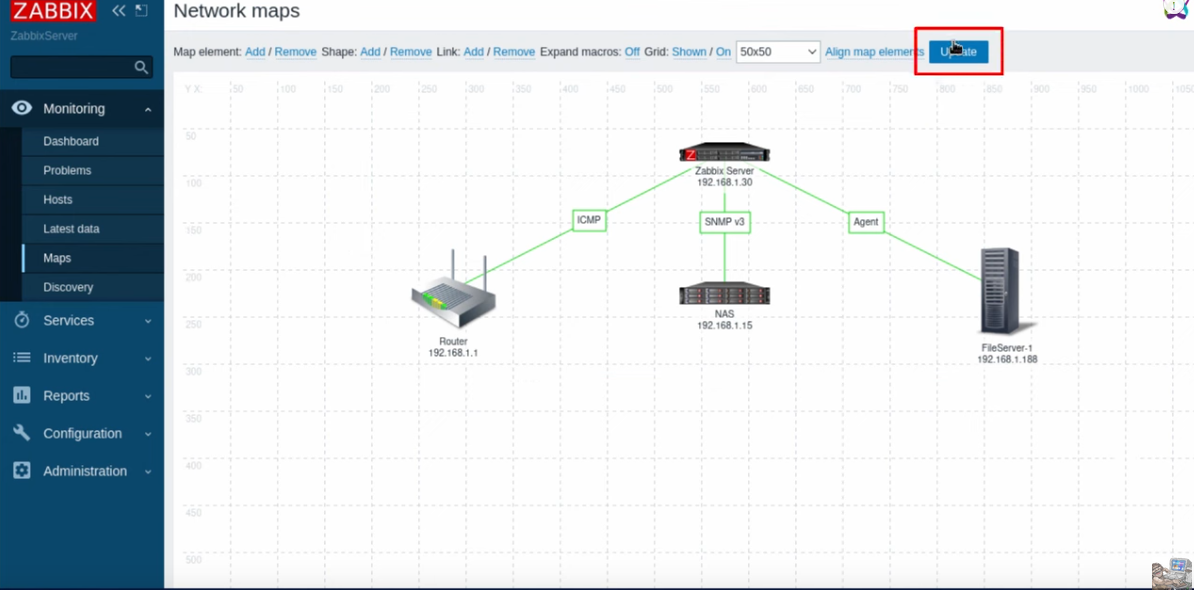 ZABBIX
ZabbixServer
Monitoring
Dashboard
Problems
Hosts
Latest data
Maps
Discovery
Services
Inventory
Reports
Configuration
Administration
Network maps
Map element: Add / Remove Shape: Add / Remove Link: Add / Remove Expand macros: Off Grid: Shown / On 50x50 Align map elements Update
Y X: 50 100 150 200 250 300 350 400 450 500 550 600 650 700 750 800 850 900 950 1000 1050
50
100
150
200
250
300
350
400
450
500
Z
Zabbix Server
192.168.1.30
ICMP
SNMP v3
Agent
Router
192.168.1.1
NAS
192.168.1.15
FileServer-1
192.168.1.188